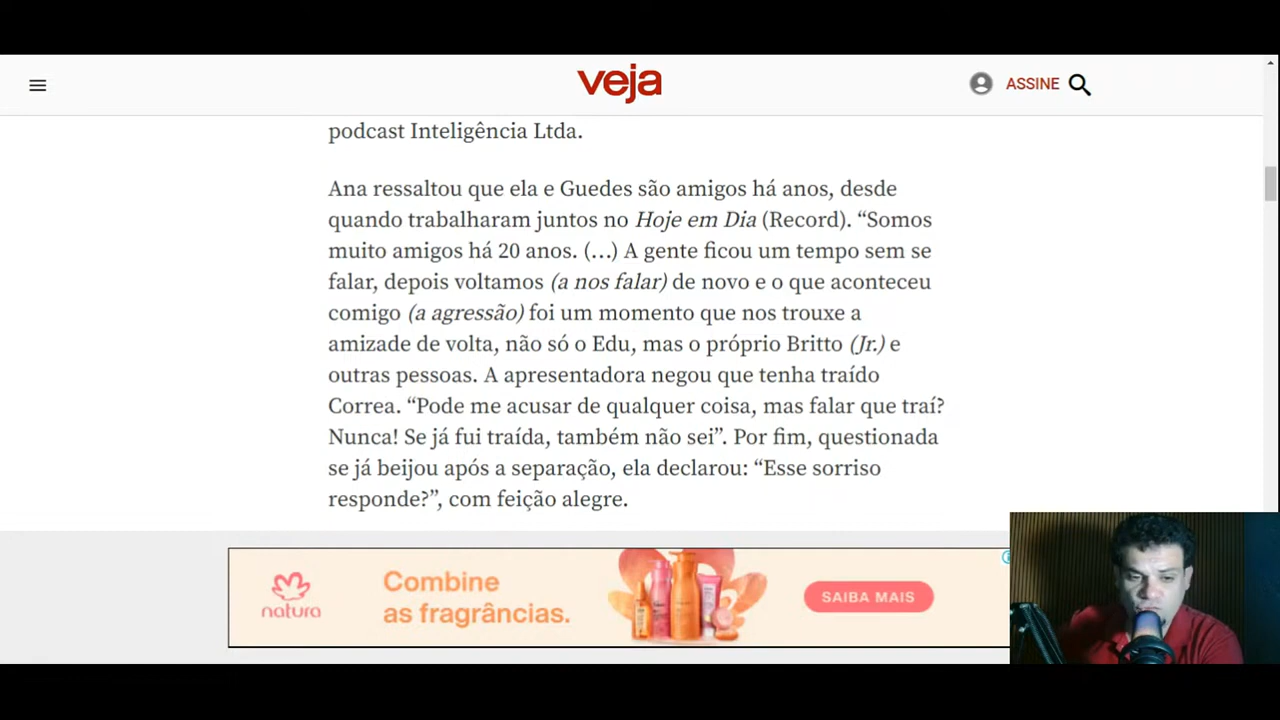 veja
ASSINE
podcast Inteligência Ltda.
Ana ressaltou que ela e Guedes são amigos há anos, desde
quando trabalharam juntos no Hoje em Dia (Record). “Somos
muito amigos há 20 anos. (…) A gente ficou um tempo sem se
falar, depois voltamos (a nos falar) de novo e o que aconteceu
comigo (a agressão) foi um momento que nos trouxe a
amizade de volta, não só o Edu, mas o próprio Britto (Jr.) e
outras pessoas. A apresentadora negou que tenha traído
Correa. “Pode me acusar de qualquer coisa, mas falar que traí?
Nunca! Se já fui traída, também não sei”. Por fim, questionada
se já beijou após a separação, ela declarou: “Esse sorriso
responde?”, com feição alegre.
natura
Combine
as fragrâncias.
SAIBA MAIS